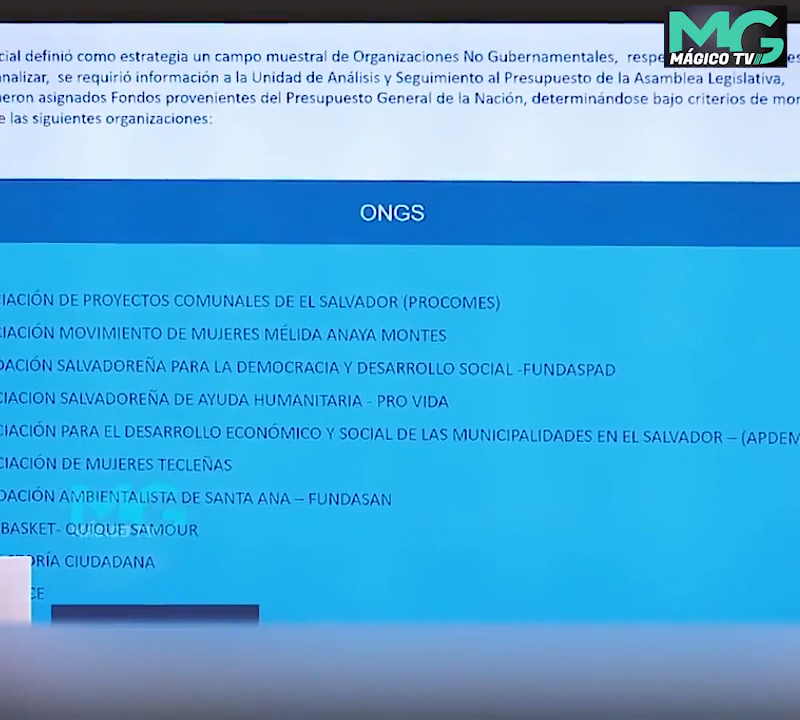 MG
MÁGICO TV
cial definió como estrategia un campo muestral de Organizaciones No Gubernamentales, respe
analizar, se requirió información a la Unidad de Análisis y Seguimiento al Presupuesto de la Asamblea Legislativa,
eron asignados Fondos provenientes del Presupuesto General de la Nación, determinándose bajo criterios de mor
e las siguientes organizaciones:
ONGS
IACIÓN DE PROYECTOS COMUNALES DE EL SALVADOR (PROCOMES)
CIACIÓN MOVIMIENTO DE MUJERES MÉLIDA ANAYA MONTES
DACIÓN SALVADOREÑA PARA LA DEMOCRACIA Y DESARROLLO SOCIAL -FUNDASPAD
CIACION SALVADOREÑA DE AYUDA HUMANITARIA - PRO VIDA
CIACIÓN PARA EL DESARROLLO ECONÓMICO Y SOCIAL DE LAS MUNICIPALIDADES EN EL SALVADOR – (APDEM
CIACIÓN DE MUJERES TECLEÑAS
DACIÓN AMBIENTALISTA DE SANTA ANA – FUNDASAN
BASKET- QUIQUE SAMOUR
TORÍA CIUDADANA
CE